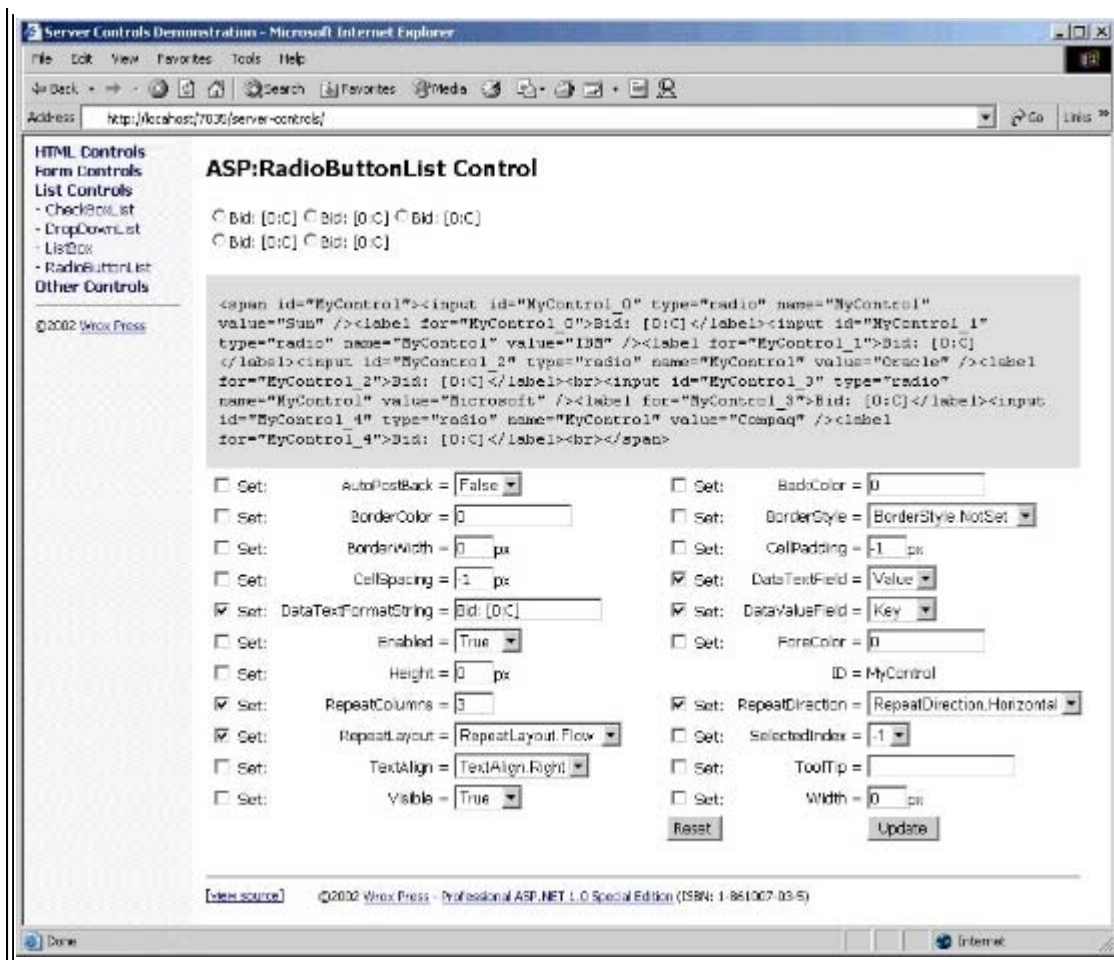 Server Controls Demonstration - Microsoft Internet Explorer
File Edit View Favorites Tools Help
Back Search Favorites Media
Address http://locahost/7035/server-controls/ Go Links »
HTML Controls
Form Controls
List Controls
- CheckBoxList
- DropDownList
- ListBox
- RadioButtonList
Other Controls
©2002 Wrox Press
ASP:RadioButtonList Control
Bid: [0:C] Bid: [0:C] Bid: [0:C]
Bid: [0:C] Bid: [0:C]
<span id="MyControl"><input id="MyControl_0" type="radio" name="MyControl"
value="Sun" /><label for="MyControl_0">Bid: [0:C]</label><input id="MyControl_1"
type="radio" name="MyControl" value="IBM" /><label for="MyControl_1">Bid: [0:C]
</label><input id="MyControl_2" type="radio" name="MyControl" value="Oracle" /><label
for="MyControl_2">Bid: [0:C]</label><br><input id="MyControl_3" type="radio"
name="MyControl" value="Microsoft" /><label for="MyControl_3">Bid: [0:C]</label><input
id="MyControl_4" type="radio" name="MyControl" value="Compaq" /><label
for="MyControl_4">Bid: [0:C]</label><br></span>
Set: AutoPostBack = False Set: BackColor = 0
Set: BorderColor = 0 Set: BorderStyle = BorderStyle.NotSet
Set: BorderWidth = 0 px Set: CellPadding = -1 px
Set: CellSpacing = -1 px Set: DataTextField = Value
Set: DataTextFormatString = Bid: [0:C] Set: DataValueField = Key
Set: Enabled = True Set: ForeColor = 0
Set: Height = 0 px ID = MyControl
Set: RepeatColumns = 3 Set: RepeatDirection = RepeatDirection.Horizontal
Set: RepeatLayout = RepeatLayout.Flow Set: SelectedIndex = -1
Set: TextAlign = TextAlign.Right Set: ToolTip =
Set: Visible = True Set: Width = 0 px
Reset Update
[view source] ©2002 Wrox Press - Professional ASP.NET 1.0 Special Edition (ISBN: 1-861007-03-5)
Done Internet